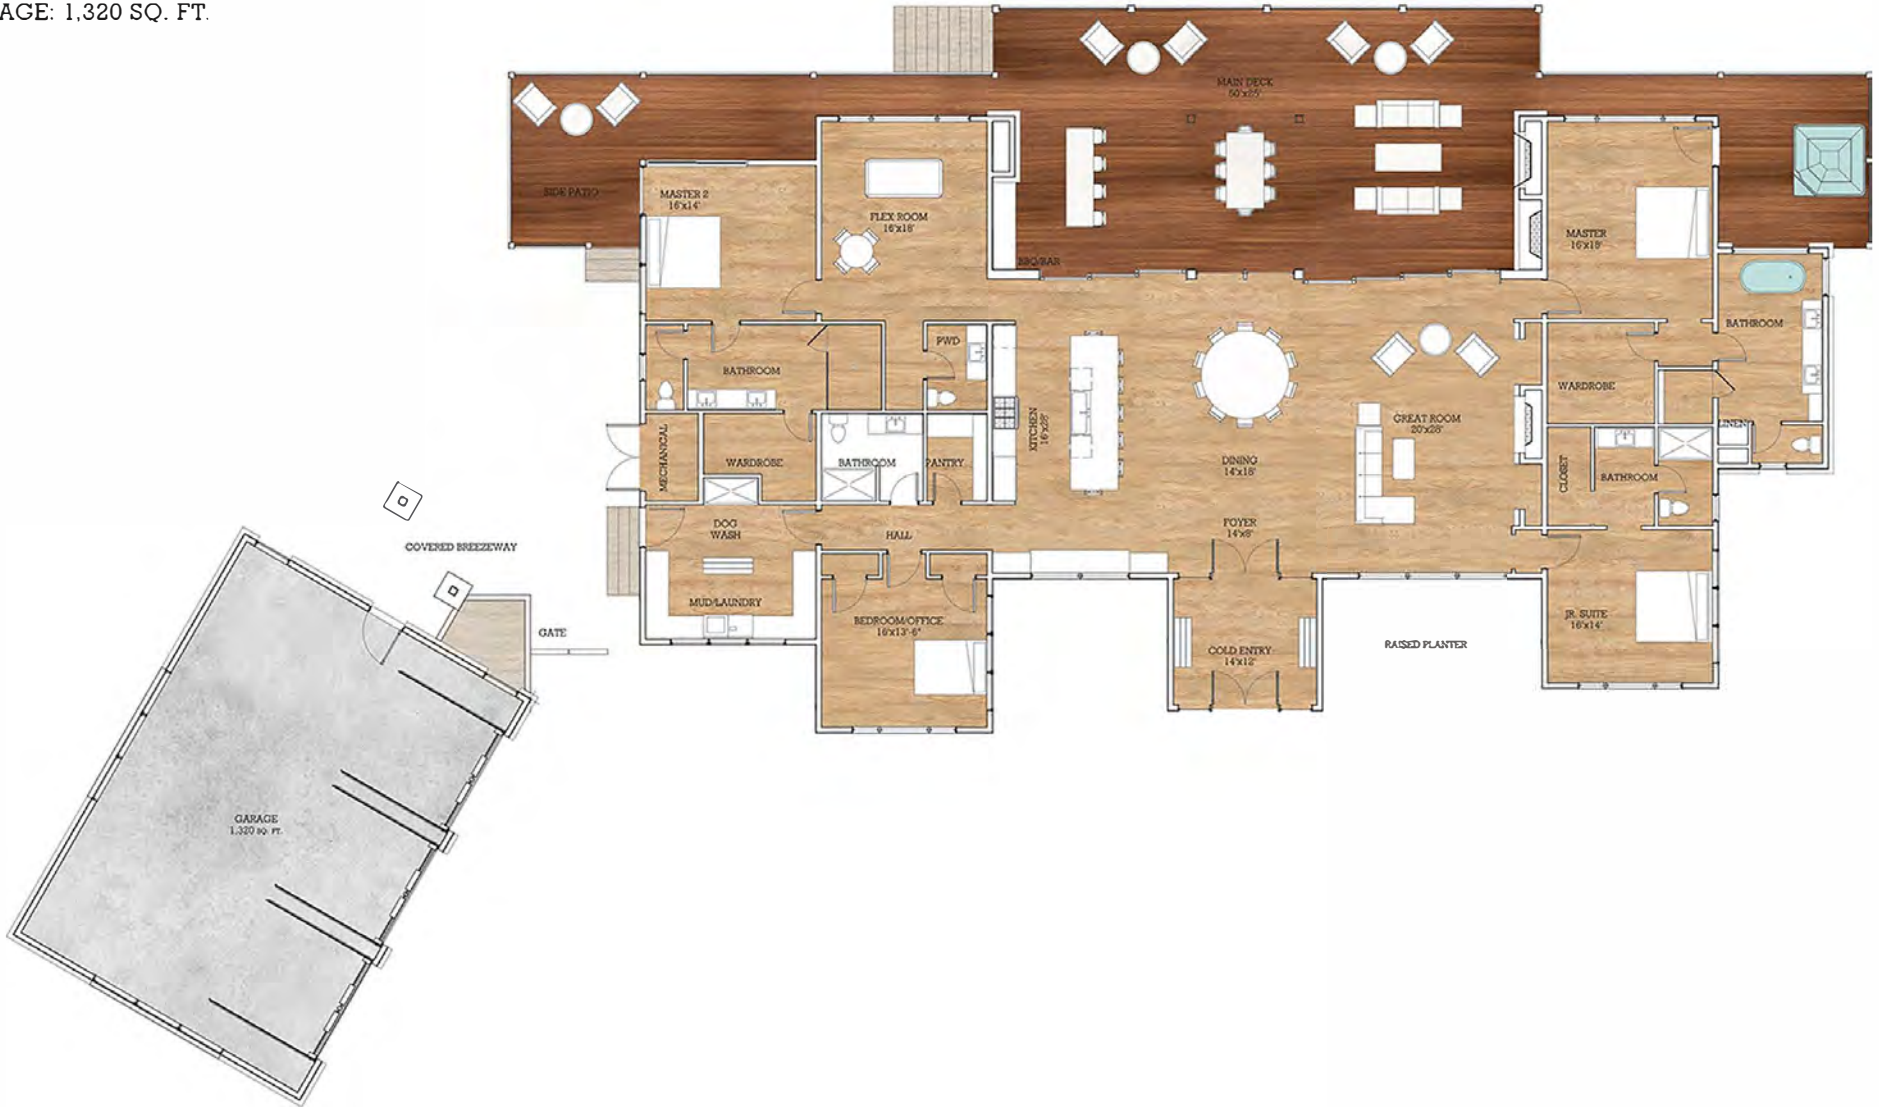 AGE: 1,320 SQ. FT.
MAIN DECK
50'x25'
SIDE PATIO
MASTER 2
16'x14'
FLEX ROOM
16'x18'
BBQ/BAR
MASTER
16'x18'
BATHROOM
PWD
BATHROOM
WARDROBE
KITCHEN
16'x28'
GREAT ROOM
20'x28'
LINEN
MECHANICAL
WARDROBE
BATHROOM
PANTRY
DINING
14'x18'
CLOSET
BATHROOM
DOG
WASH
HALL
FOYER
14'x8'
COVERED BREEZEWAY
MUD/LAUNDRY
BEDROOM/OFFICE
16'x13'-6"
JR. SUITE
16'x14'
GATE
COLD ENTRY
14'x12'
RAISED PLANTER
GARAGE
1,320 SQ. FT.